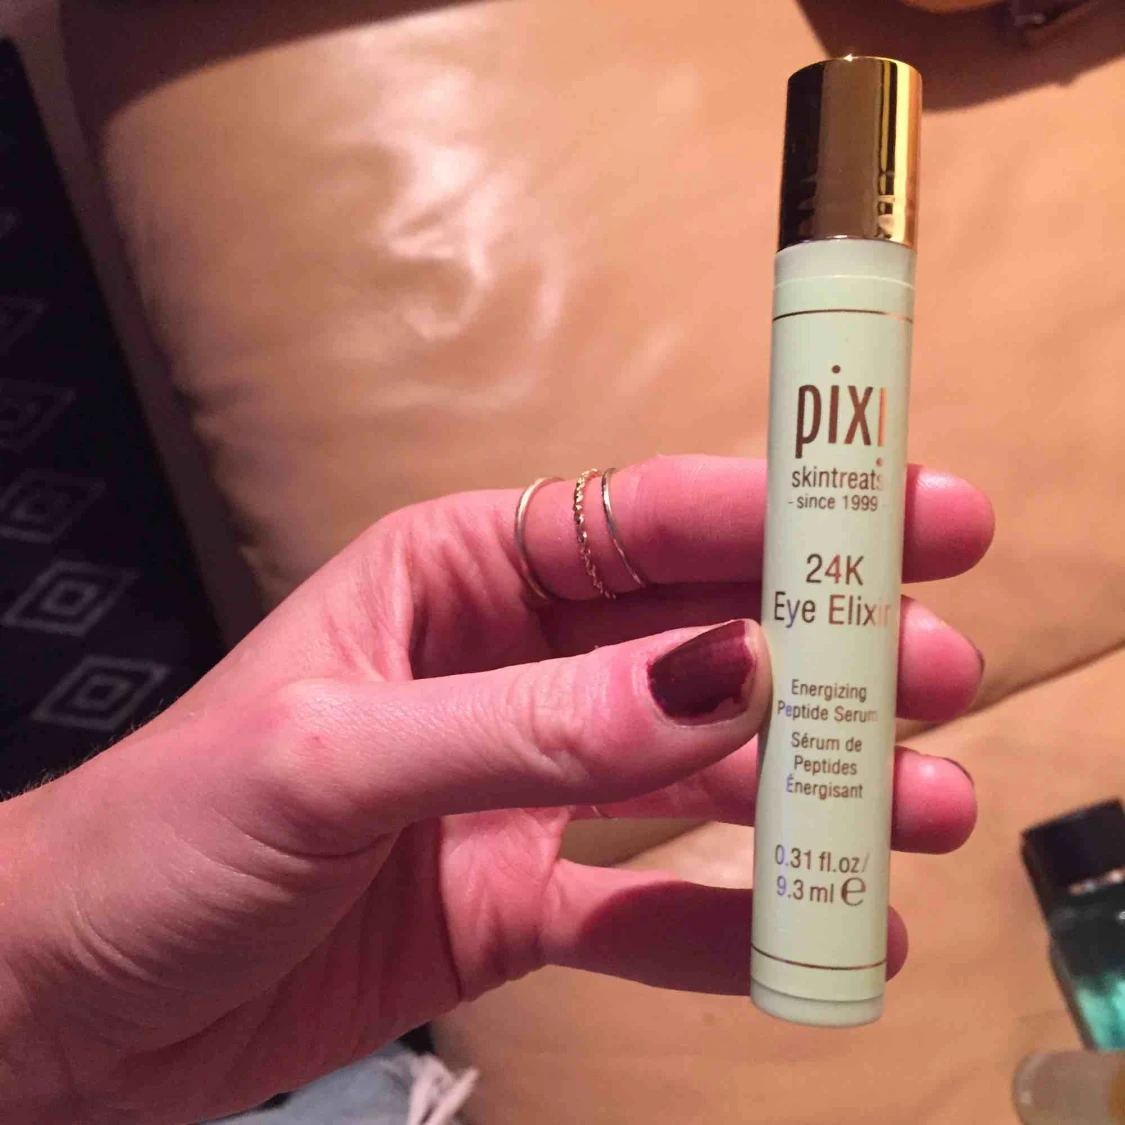 pixi
skintreats
- since 1999 -
24K
Eye Elixir
Energizing
Peptide Serum
Sérum de
Peptides
Énergisant
0.31 fl.oz/
9.3 ml e